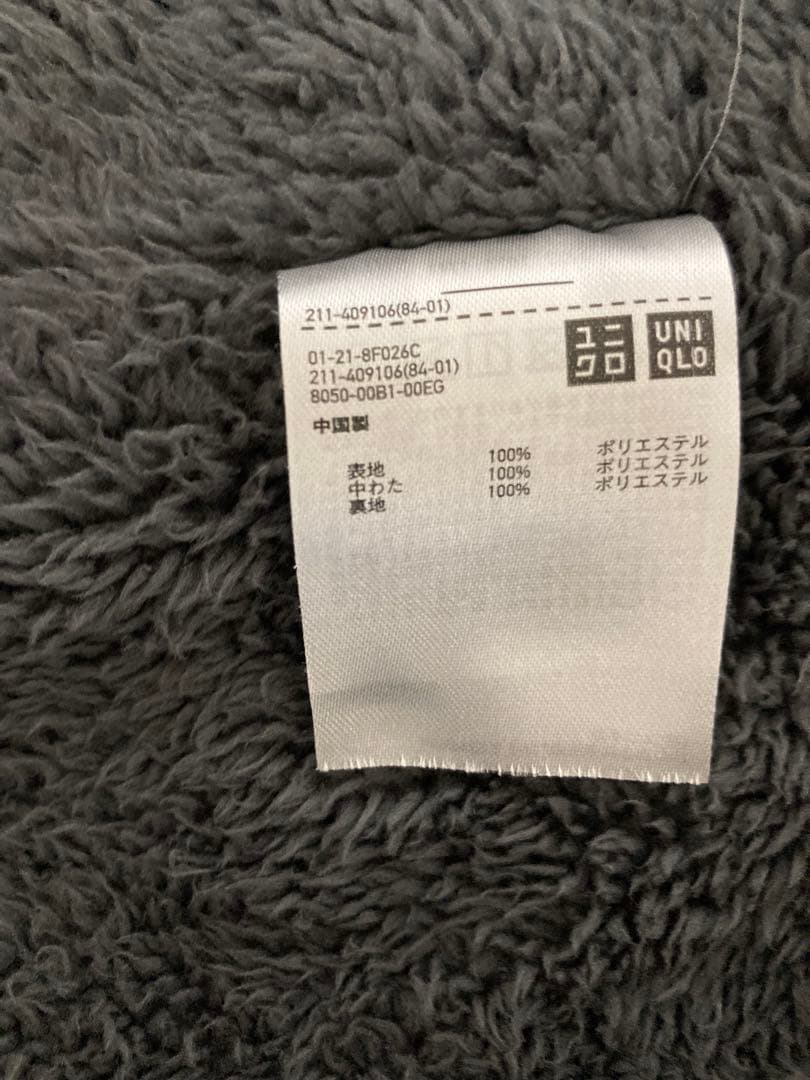 211-409106(84-01)
ユニクロ
UNIQLO
01-21-8F026C
211-409106(84-01)
8050-00B1-00EG
中国製
表地 100% ポリエステル
中わた 100% ポリエステル
裏地 100% ポリエステル